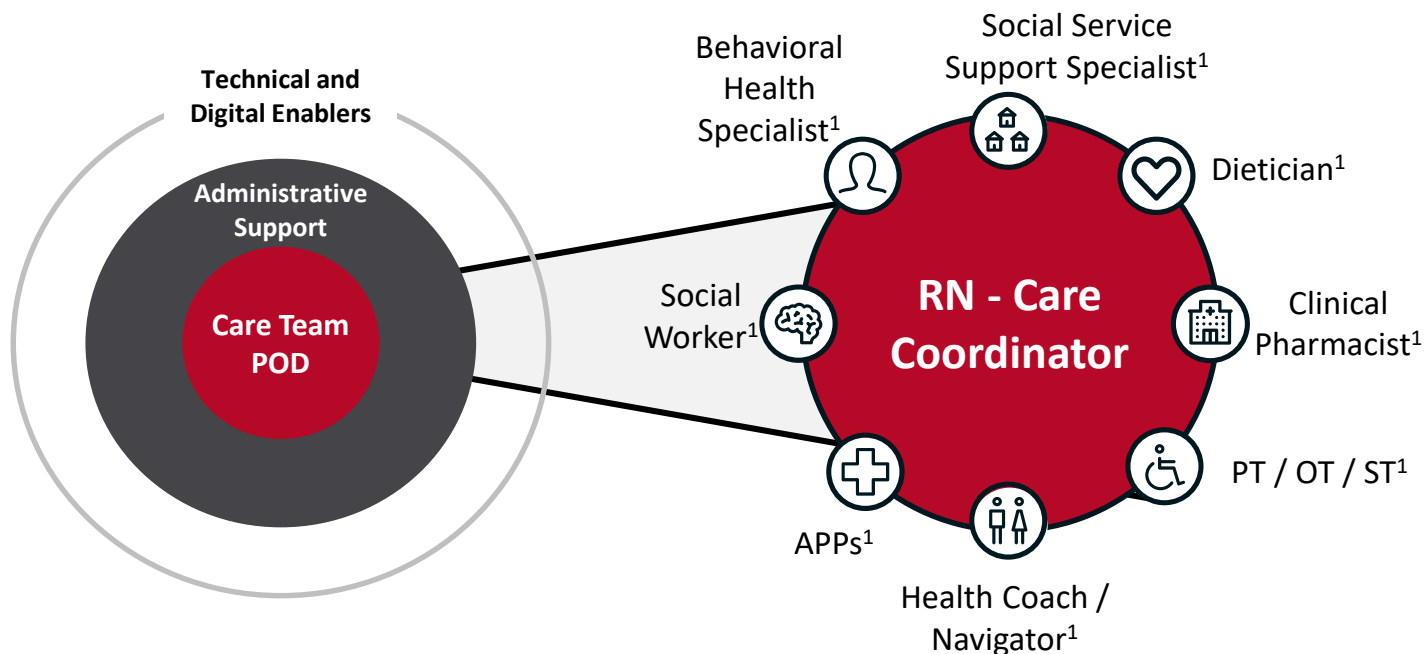 Technical and
Digital Enablers
Administrative
Support
Care Team
POD
Behavioral
Health
Specialist¹
Social Service
Support Specialist¹
Dietician¹
Social
Worker¹
RN - Care
Coordinator
Clinical
Pharmacist¹
APPs¹
PT / OT / ST¹
Health Coach /
Navigator¹